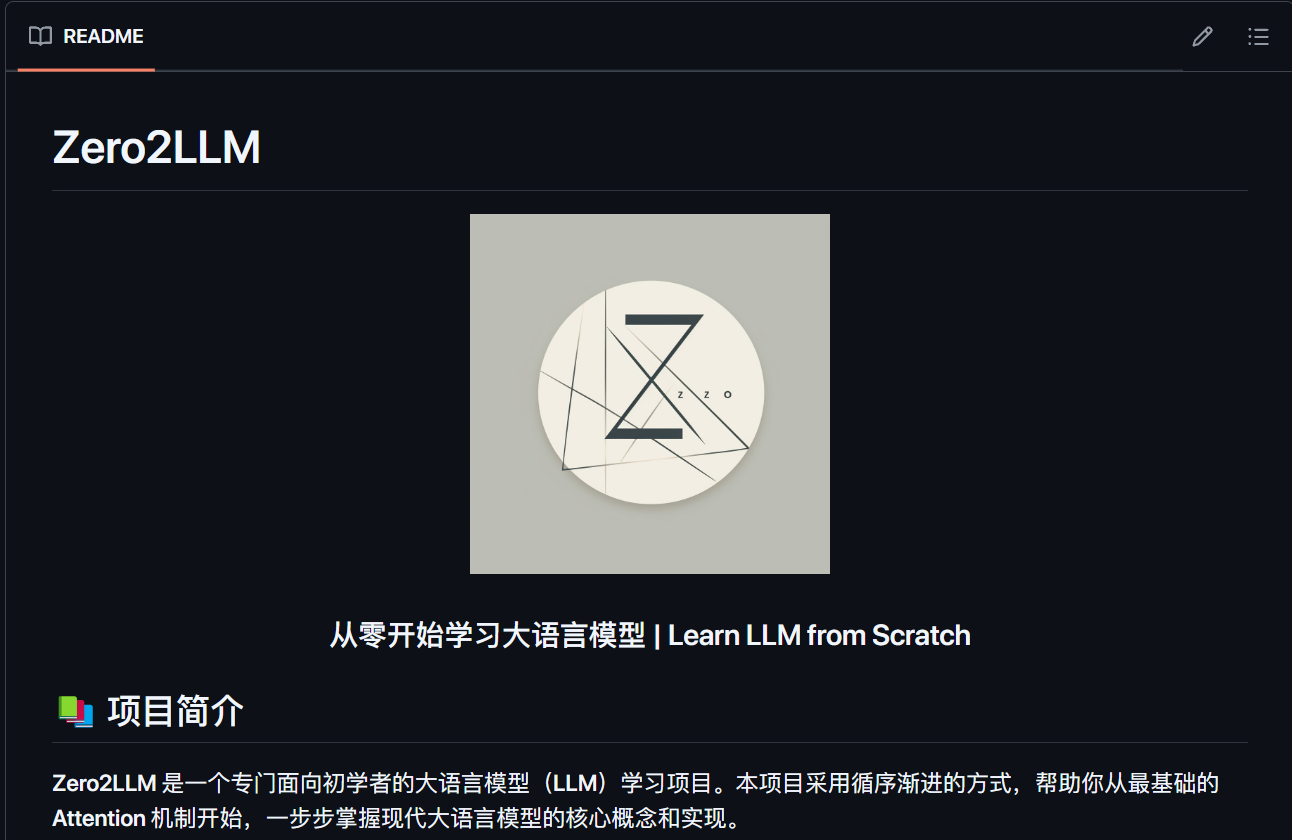 README
Zero2LLM
z z o
从零开始学习大语言模型 | Learn LLM from Scratch
📚 项目简介
Zero2LLM 是一个专门面向初学者的大语言模型（LLM）学习项目。本项目采用循序渐进的方式，帮助你从最基础的
Attention 机制开始，一步步掌握现代大语言模型的核心概念和实现。